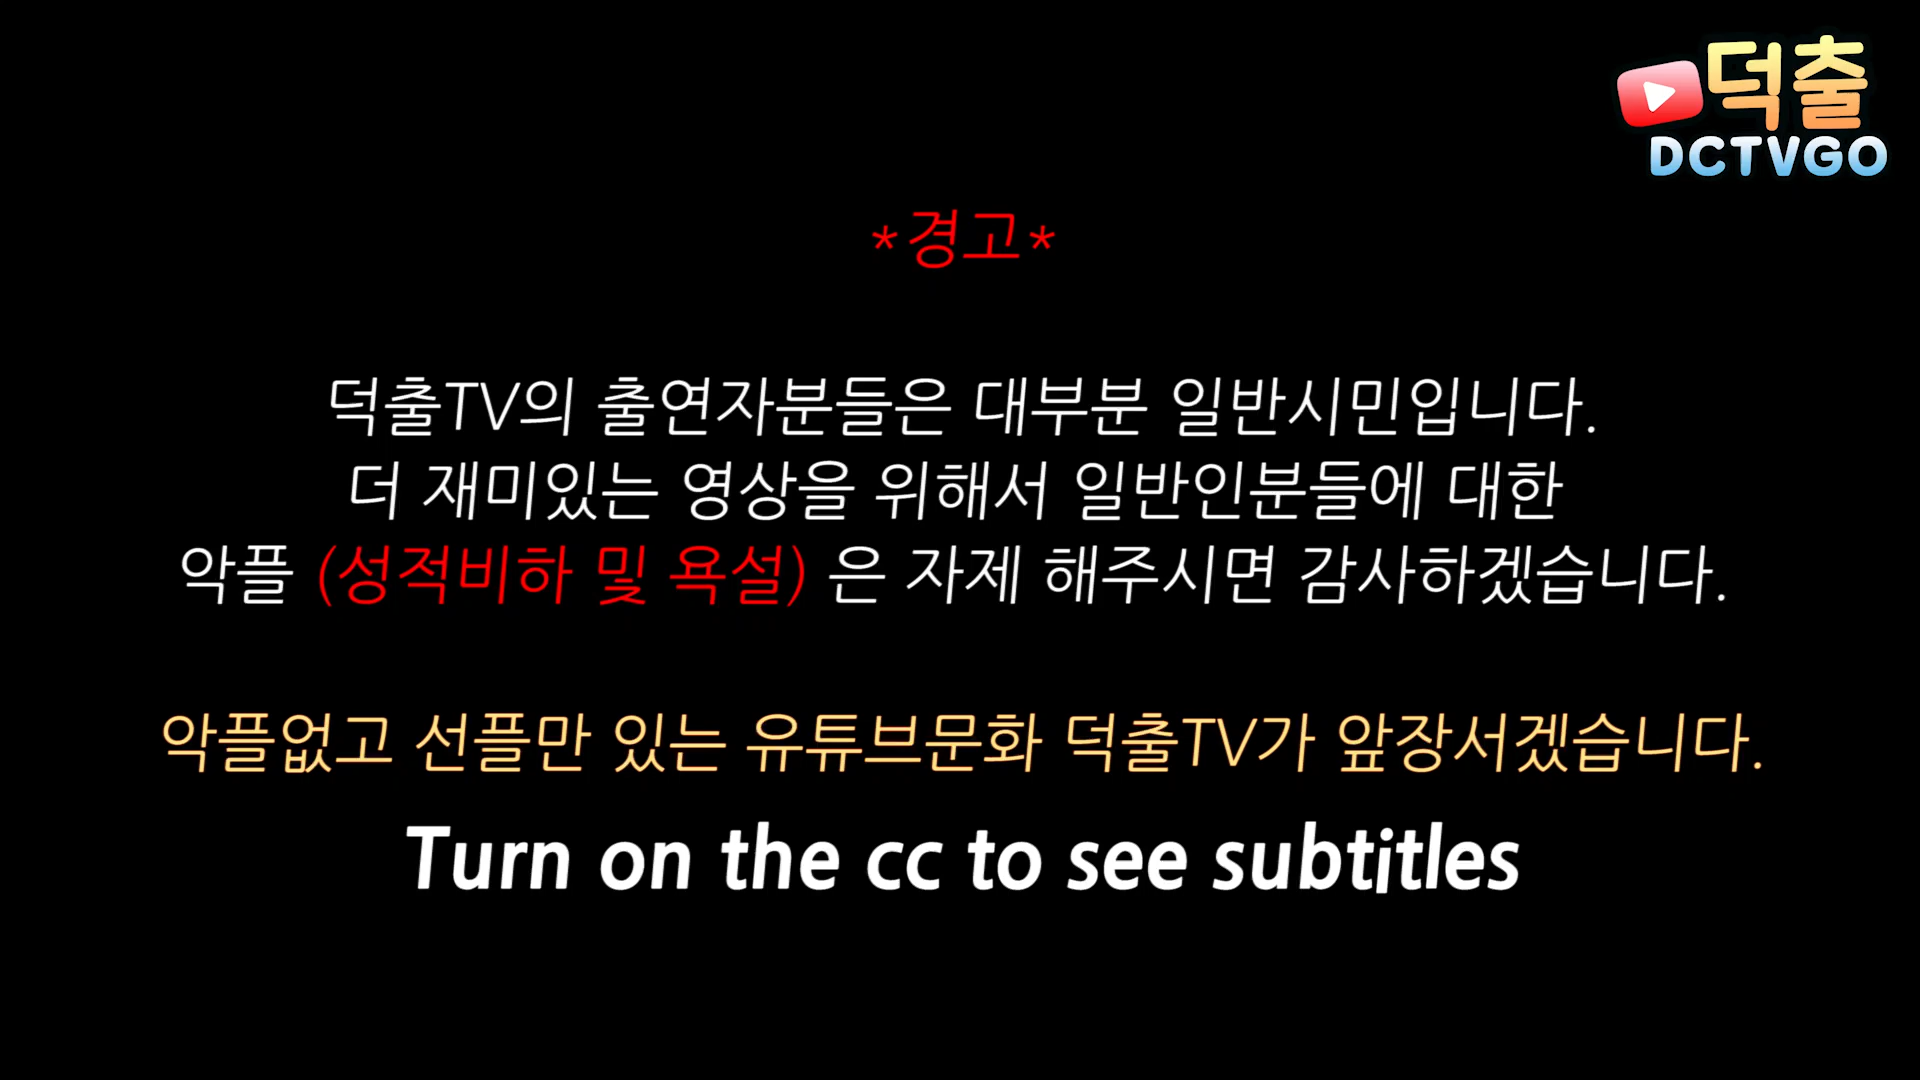 덕출
DCTVGO
*경고*
덕출TV의 출연자분들은 대부분 일반시민입니다.
더 재미있는 영상을 위해서 일반인분들에 대한
악플 (성적비하 및 욕설) 은 자제 해주시면 감사하겠습니다.
악플없고 선플만 있는 유튜브문화 덕출TV가 앞장서겠습니다.
Turn on the cc to see subtitles